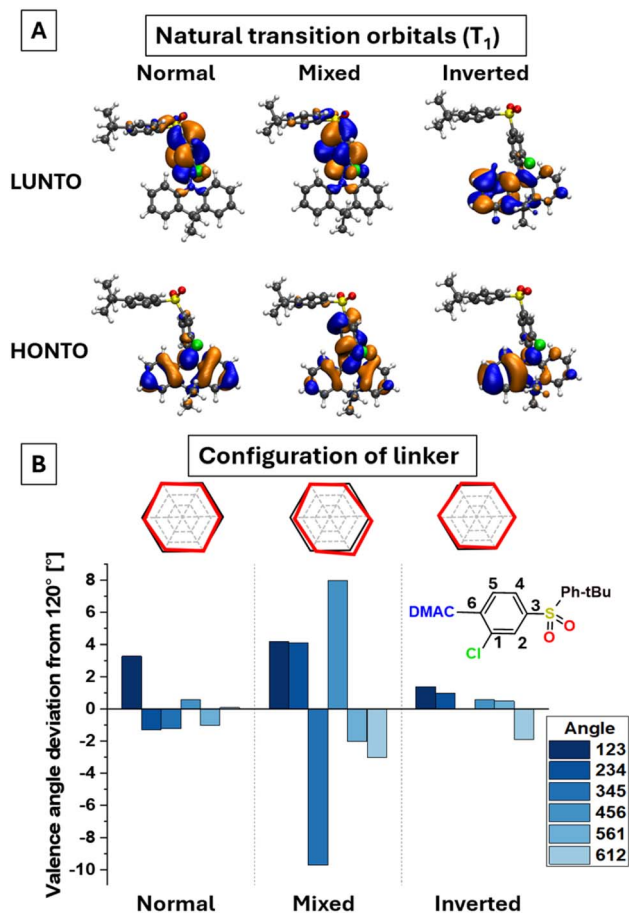 A
Natural transition orbitals (T₁)
Normal Mixed Inverted
LUNTO
HONTO
B
Configuration of linker
Valence angle deviation from 120° [°]
8
6
4
2
0
-2
-4
-6
-8
-10
5 4 Ph-tBu
DMAC 6 3 S O
1 2 O
Cl
Angle
123
234
345
456
561
612
Normal Mixed Inverted